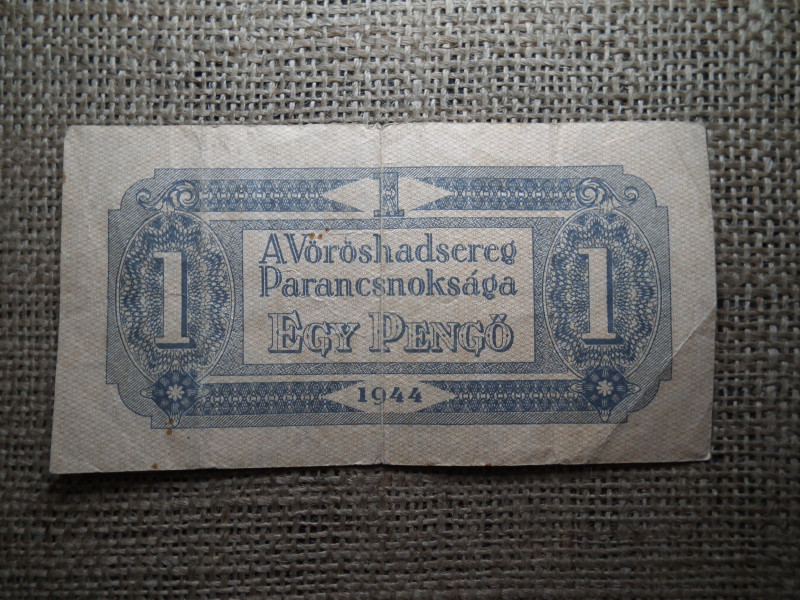 1
A Vöröshadsereg
Parancsnoksága
EGY PENGŐ
1944
1
1